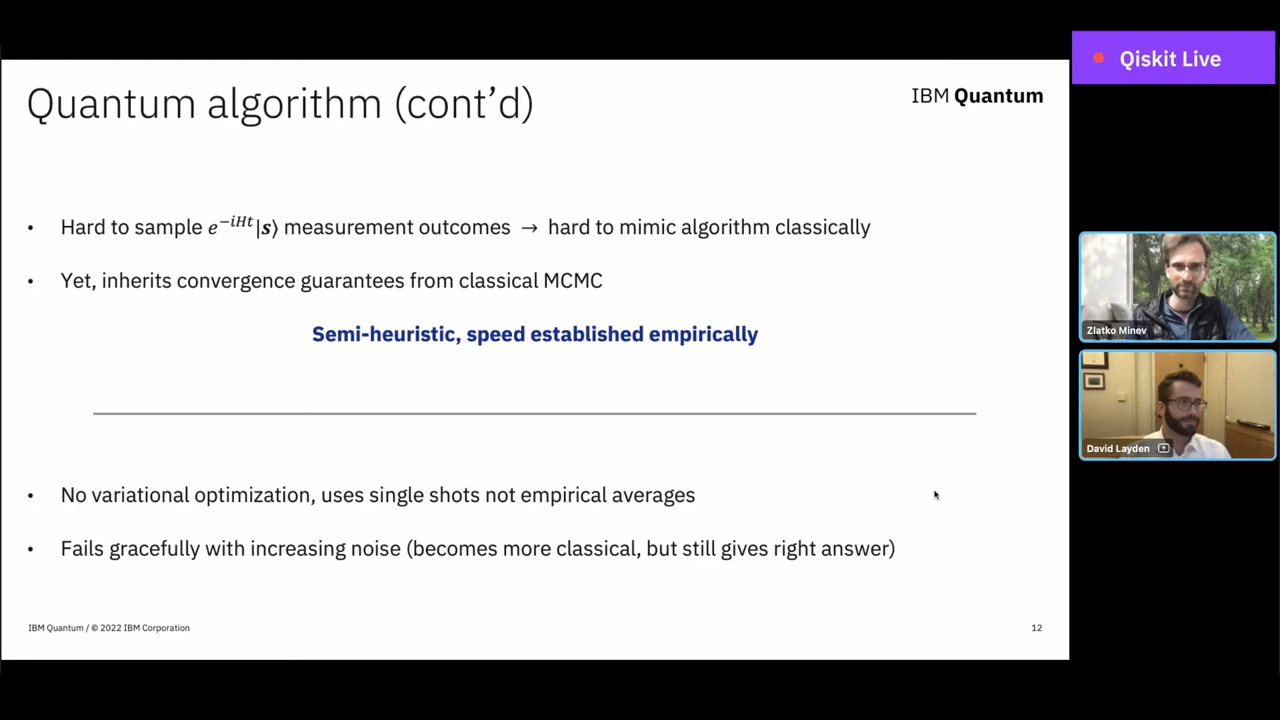 Quantum algorithm (cont'd)
IBM Quantum
Qiskit Live
• Hard to sample e^{−iHt}|s⟩ measurement outcomes → hard to mimic algorithm classically
• Yet, inherits convergence guarantees from classical MCMC
Semi-heuristic, speed established empirically
Zlatko Minev
David Layden
• No variational optimization, uses single shots not empirical averages
• Fails gracefully with increasing noise (becomes more classical, but still gives right answer)
IBM Quantum / © 2022 IBM Corporation
12